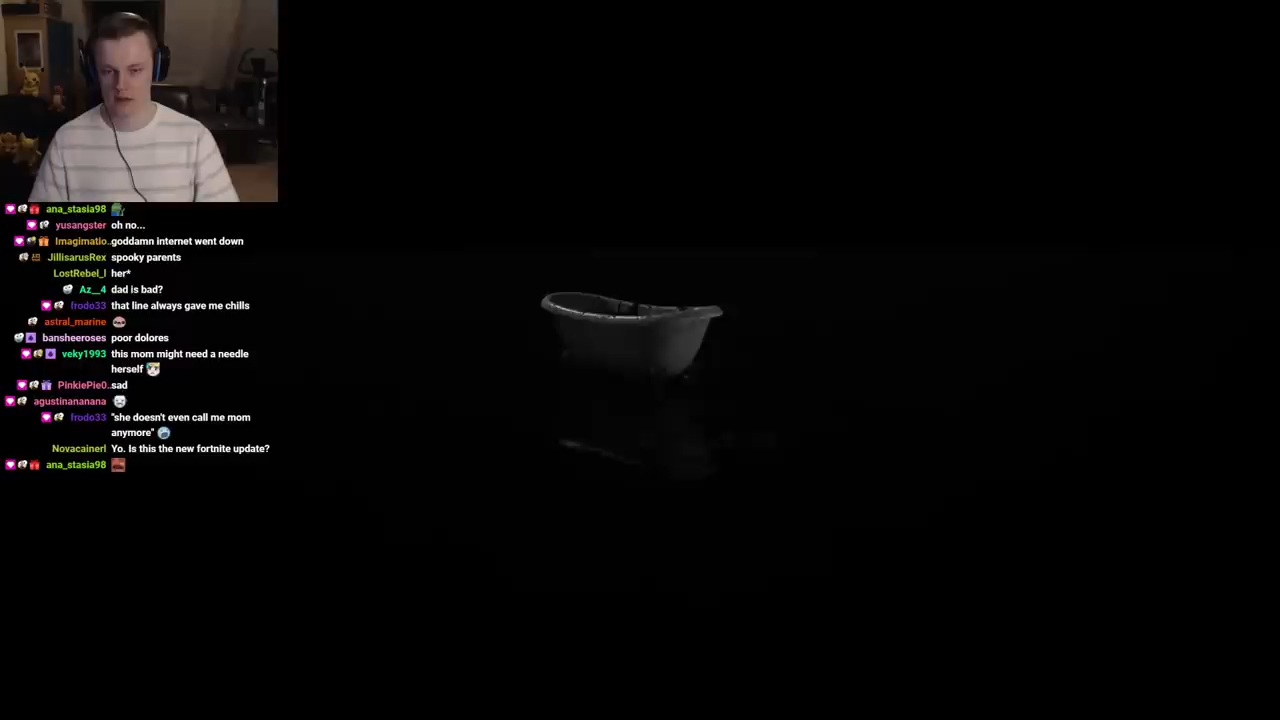 ana_stasia98
yusangster oh no...
Imagimatio.. goddamn internet went down
JillisarusRex spooky parents
LostRebel_l her*
Az__4 dad is bad?
frodo33 that line always gave me chills
astral_marine
bansheeroses poor dolores
veky1993 this mom might need a needle
herself
PinkiePie0.. sad
agustinananana
frodo33 "she doesn't even call me mom
anymore"
Novacainerl Yo. Is this the new fortnite update?
ana_stasia98